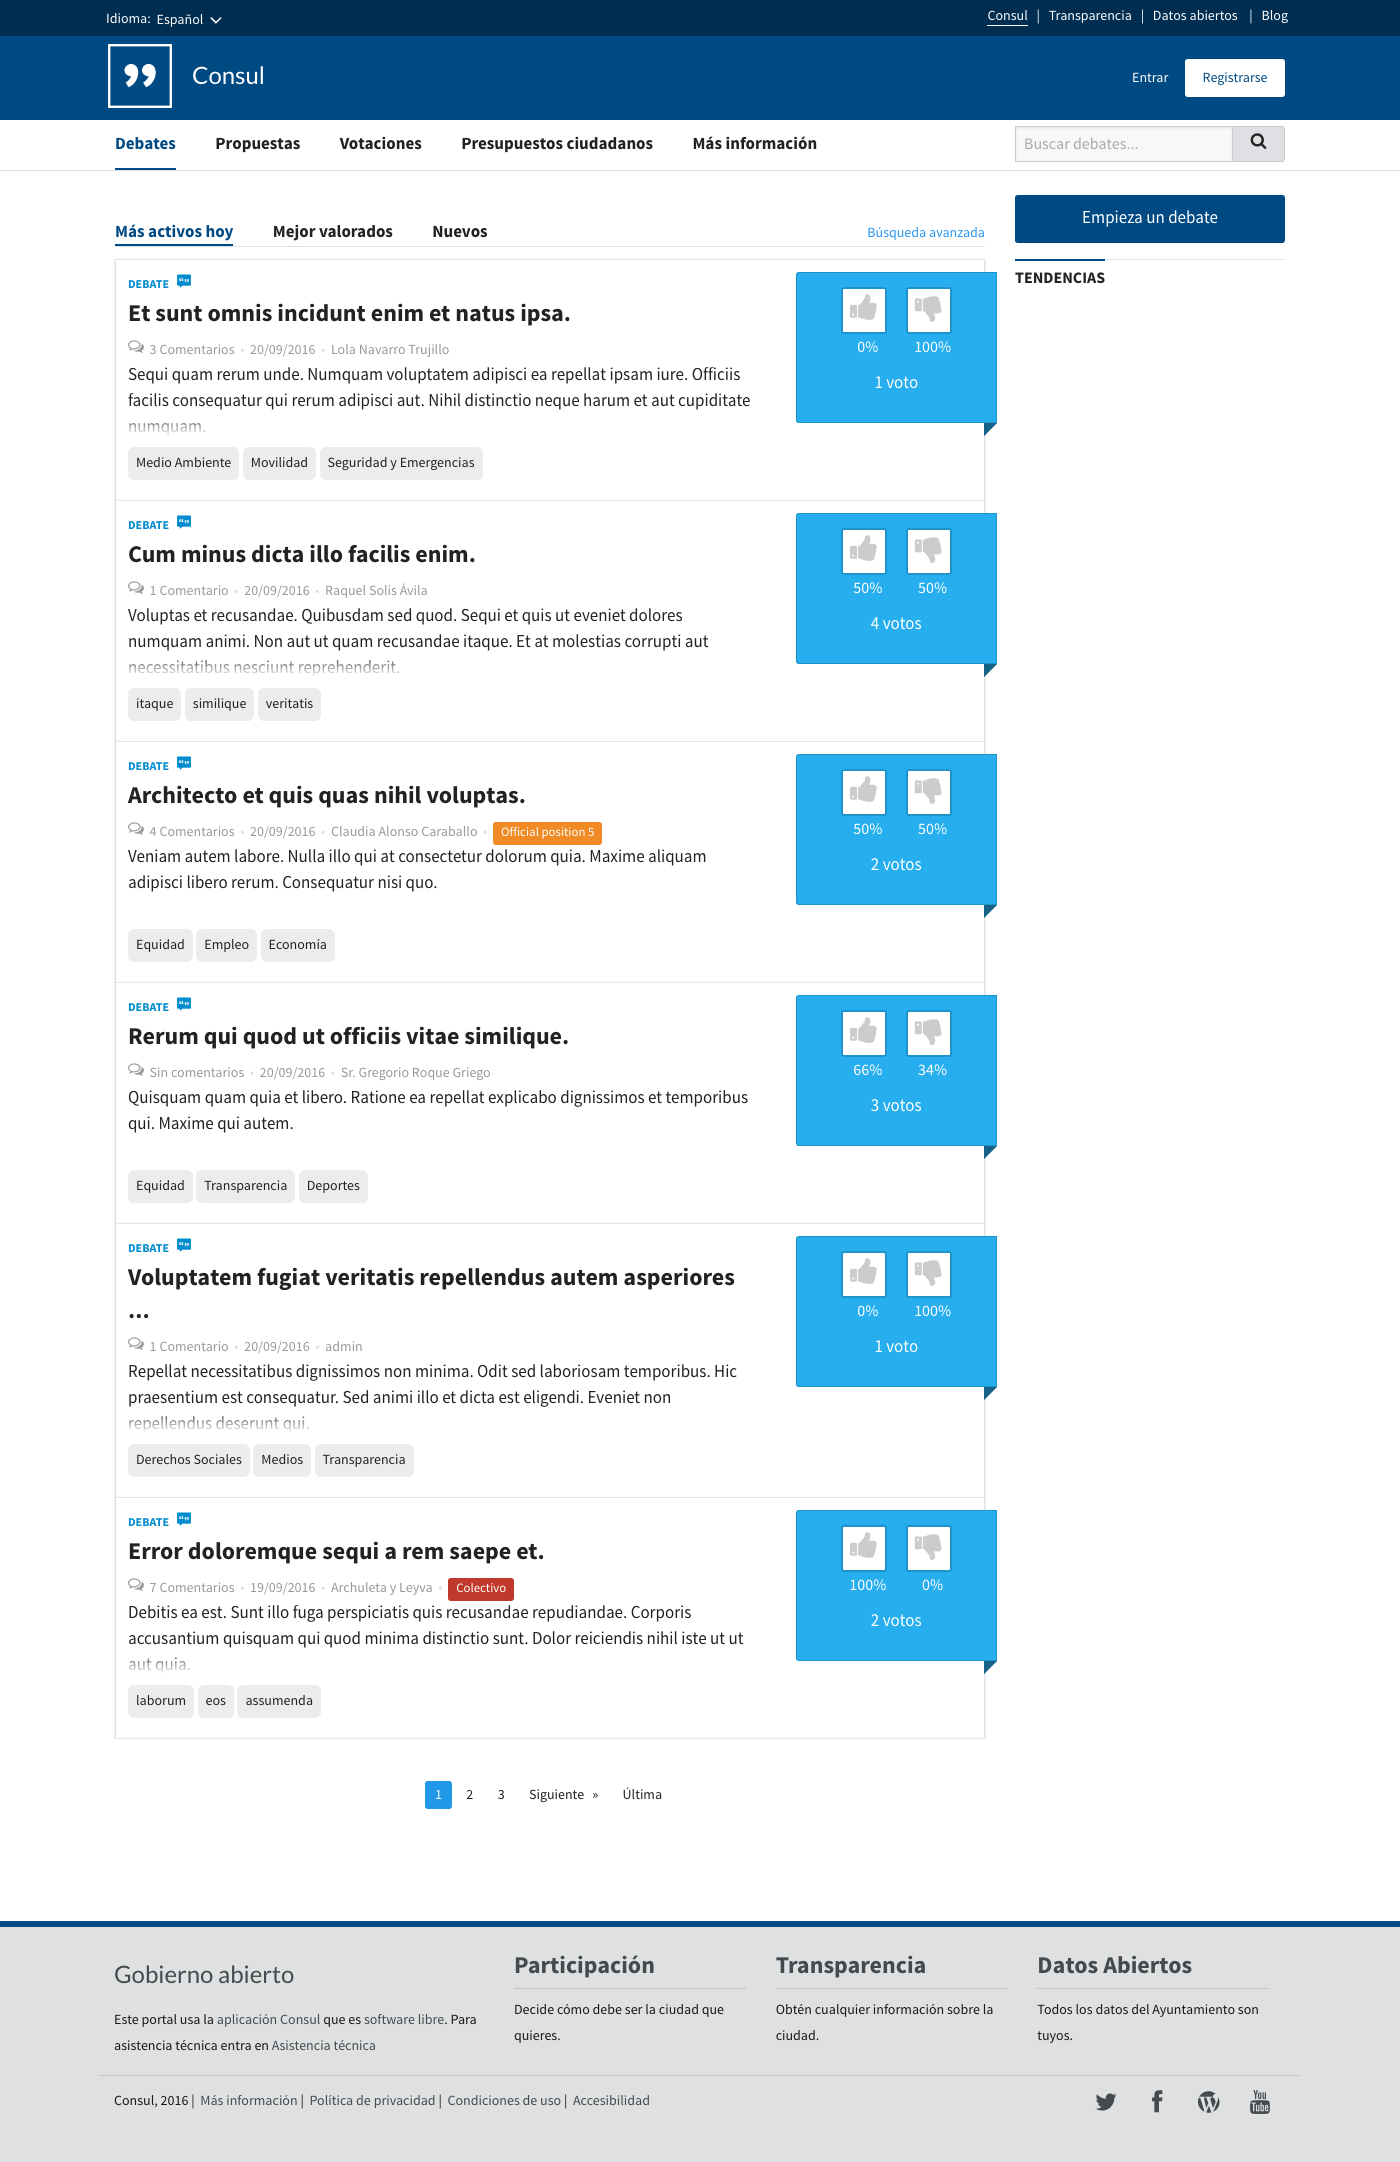 Idioma: Español
Consul | Transparencia | Datos abiertos | Blog
Consul
Entrar Registrarse
Debates Propuestas Votaciones Presupuestos ciudadanos Más información
Buscar debates...
Más activos hoy Mejor valorados Nuevos Búsqueda avanzada
Empieza un debate
TENDENCIAS
DEBATE
Et sunt omnis incidunt enim et natus ipsa.
3 Comentarios • 20/09/2016 • Lola Navarro Trujillo
Sequi quam rerum unde. Numquam voluptatem adipisci ea repellat ipsam iure. Officiis
facilis consequatur qui rerum adipisci aut. Nihil distinctio neque harum et aut cupiditate
numquam.
Medio Ambiente Movilidad Seguridad y Emergencias
0% 100%
1 voto
DEBATE
Cum minus dicta illo facilis enim.
1 Comentario • 20/09/2016 • Raquel Solís Ávila
Voluptas et recusandae. Quibusdam sed quod. Sequi et quis ut eveniet dolores
numquam animi. Non aut ut quam recusandae itaque. Et at molestias corrupti aut
necessitatibus nesciunt reprehenderit.
itaque similique veritatis
50% 50%
4 votos
DEBATE
Architecto et quis quas nihil voluptas.
4 Comentarios • 20/09/2016 • Claudia Alonso Caraballo • Official position 5
Veniam autem labore. Nulla illo qui at consectetur dolorum quia. Maxime aliquam
adipisci libero rerum. Consequatur nisi quo.
Equidad Empleo Economía
50% 50%
2 votos
DEBATE
Rerum qui quod ut officiis vitae similique.
Sin comentarios • 20/09/2016 • Sr. Gregorio Roque Griego
Quisquam quam quia et libero. Ratione ea repellat explicabo dignissimos et temporibus
qui. Maxime qui autem.
Equidad Transparencia Deportes
66% 34%
3 votos
DEBATE
Voluptatem fugiat veritatis repellendus autem asperiores
...
1 Comentario • 20/09/2016 • admin
Repellat necessitatibus dignissimos non minima. Odit sed laboriosam temporibus. Hic
praesentium est consequatur. Sed animi illo et dicta est eligendi. Eveniet non
repellendus deserunt qui.
Derechos Sociales Medios Transparencia
0% 100%
1 voto
DEBATE
Error doloremque sequi a rem saepe et.
7 Comentarios • 19/09/2016 • Archuleta y Leyva • Colectivo
Debitis ea est. Sunt illo fuga perspiciatis quis recusandae repudiandae. Corporis
accusantium quisquam qui quod minima distinctio sunt. Dolor reiciendis nihil iste ut ut
aut quia.
laborum eos assumenda
100% 0%
2 votos
1 2 3 Siguiente » Última
Gobierno abierto
Este portal usa la aplicación Consul que es software libre. Para
asistencia técnica entra en Asistencia técnica
Participación
Decide cómo debe ser la ciudad que
quieres.
Transparencia
Obtén cualquier información sobre la
ciudad.
Datos Abiertos
Todos los datos del Ayuntamiento son
tuyos.
Consul, 2016 | Más información | Política de privacidad | Condiciones de uso | Accesibilidad
You
Tube